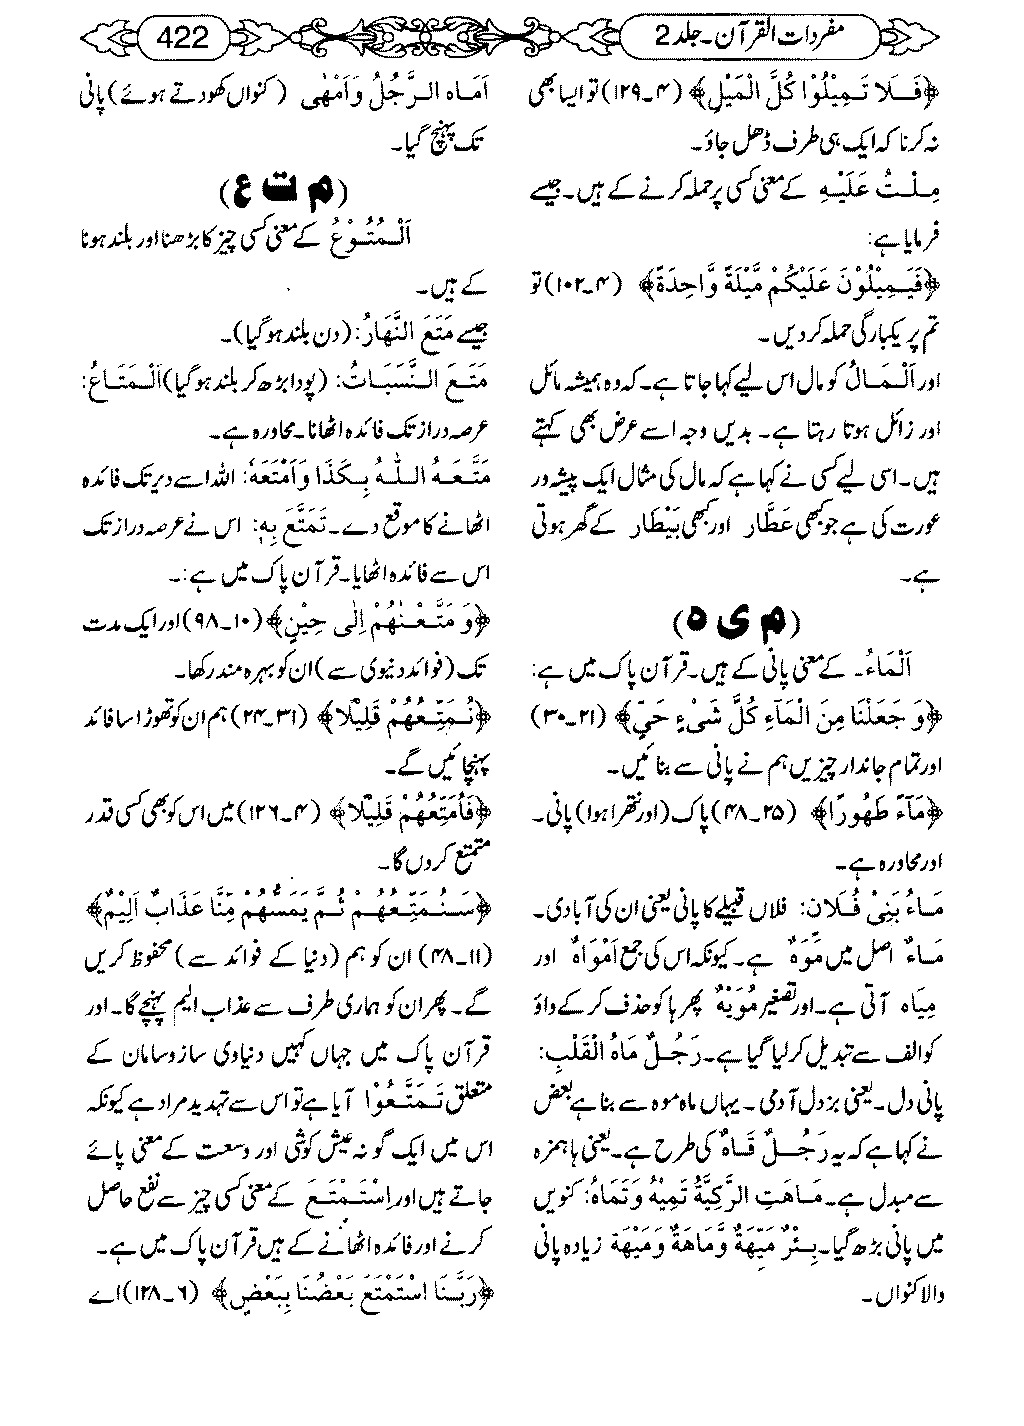 مفردات القرآن۔ جلد 2
422
﴿فَلَا تَمِيْلُوْا كُلَّ الْمَيْلِ﴾ (۴۔۱۲۹) تو ایسا بھی
نہ کرنا کہ ایک ہی طرف ڈھل جاؤ۔
مِلْتُ عَلَيْهِ کے معنی کسی پر حملہ کرنے کے ہیں۔ جیسے
فرمایا ہے:
﴿فَيَمِيْلُوْنَ عَلَيْكُمْ مَّيْلَةً وَّاحِدَةً﴾ (۴۔۱۰۲) تو
تم پر یکبارگی حملہ کر دیں۔
اور اَلْمَالُ کو مال اس لیے کہا جاتا ہے۔ کہ وہ ہمیشہ مائل
اور زائل ہوتا رہتا ہے۔ بدیں وجہ اسے عرض بھی کہتے
ہیں۔ اسی لیے کسی نے کہا ہے کہ مال کی مثال ایک پیشہ ور
عورت کی ہے جو کبھی عَطَّار اور کبھی بَیْطَار کے گھر ہوتی
ہے۔
(م ی ہ)
اَلْمَاءُ۔ کے معنی پانی کے ہیں۔ قرآن پاک میں ہے:
﴿وَ جَعَلْنَا مِنَ الْمَآءِ كُلَّ شَيْءٍ حَيٍّ﴾ (۲۱۔۳۰)
اور تمام جاندار چیزیں ہم نے پانی سے بنائیں۔
﴿مَآءً طَهُوْرًا﴾ (۲۵۔۴۸) پاک (اور نتھرا ہوا) پانی۔
اور محاورہ ہے۔
مَاءُ بَنِیْ فُلَان: فلاں قبیلے کا پانی یعنی ان کی آبادی۔
مَاءٌ اصل میں مَوَهٌ ہے۔ کیونکہ اس کی جمع اَمْوَاهٌ اور
مِیَاہ آتی ہے۔ اور تصغیر مُوَيْهٌ پھر ہا کو حذف کر کے واؤ
کو الف سے تبدیل کر لیا گیا ہے۔ رَجُلٌ مَاهُ الْقَلْبِ:
پانی دل۔ یعنی بزدل آدمی۔ یہاں ماہ موہ سے بنا ہے بعض
نے کہا ہے کہ یہ رَجُلٌ قَاهٌ کی طرح ہے۔ یعنی ہا ہمزہ
سے مبدل ہے۔ مَاهَتِ الرَّكِيَّةُ تَمِيْهُ وَتَمَاهُ: کنویں
میں پانی بڑھ گیا۔ بِئْرٌ مَيِّهَةٌ وَّمَاهَةٌ وَمَيْهَة زیادہ پانی
والا کنواں۔
اَمَاه الرَّجُلُ وَاَمْهٰى (کنواں کھودتے ہوئے) پانی
تک پہنچ گیا۔
(م ت ع)
اَلْمُتُوْعُ کے معنی کسی چیز کا بڑھنا اور بلند ہونا
کے ہیں۔
جیسے مَتَعَ النَّهَارُ: (دن بلند ہو گیا)۔
مَتَعَ النَّبَاتُ: (پودا بڑھ کر بلند ہو گیا) اَلْمَتَاعُ:
عرصہ دراز تک فائدہ اٹھانا۔ محاورہ ہے۔
مَتَّعَهُ اللّٰهُ بِكَذَا وَاَمْتَعَهٗ: اللہ اسے دیر تک فائدہ
اٹھانے کا موقع دے۔ تَمَتَّعَ بِهٖ: اس نے عرصہ دراز تک
اس سے فائدہ اٹھایا۔ قرآن پاک میں ہے:۔
﴿وَ مَتَّعْنٰهُمْ اِلٰى حِيْنٍ﴾ (۱۰۔۹۸) اور ایک مدت
تک (فوائد دنیوی سے) ان کو بہرہ مند رکھا۔
﴿نُمَتِّعُهُمْ قَلِيْلًا﴾ (۳۱۔۲۴) ہم ان کو تھوڑا سا فائد
پہنچائیں گے۔
﴿فَاُمَتِّعُهُمْ قَلِيْلًا﴾ (۴۔۱۲۶) میں اس کو بھی کسی قدر
متمتع کروں گا۔
﴿سَنُمَتِّعُهُمْ ثُمَّ يَمَسُّهُمْ مِّنَّا عَذَابٌ اَلِيْمٌ﴾
(۱۱۔۴۸) ان کو ہم (دنیا کے فوائد سے) محفوظ کریں
گے۔ پھر ان کو ہماری طرف سے عذاب الیم پہنچے گا۔ اور
قرآن پاک میں جہاں کہیں دنیاوی ساز و سامان کے
متعلق تَمَتَّعُوْا آیا ہے تو اس سے تہدید مراد ہے کیونکہ
اس میں ایک گونہ عیش کوشی اور وسعت کے معنی پائے
جاتے ہیں اور اِسْتَمْتَعَ کے معنی کسی چیز سے نفع حاصل
کرنے اور فائدہ اٹھانے کے ہیں قرآن پاک میں ہے۔
﴿رَبَّنَا اسْتَمْتَعَ بَعْضُنَا بِبَعْضٍ﴾ (۶۔۱۲۸) اے